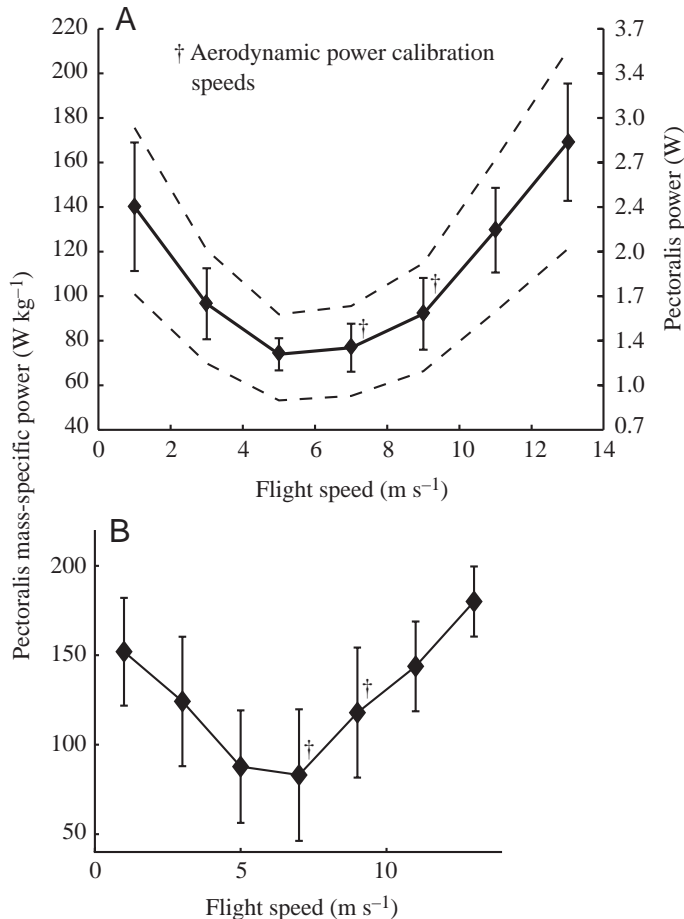 A
† Aerodynamic power calibration
speeds
220
200
180
160
140
120
100
80
60
40
3.7
3.4
3.0
2.7
2.4
2.0
1.7
1.4
1.0
0.7
†
†
0 2 4 6 8 10 12 14
Flight speed (m s⁻¹)
Pectoralis mass-specific power (W kg⁻¹)
Pectoralis power (W)
B
200
150
100
50
†
†
0 5 10
Flight speed (m s⁻¹)